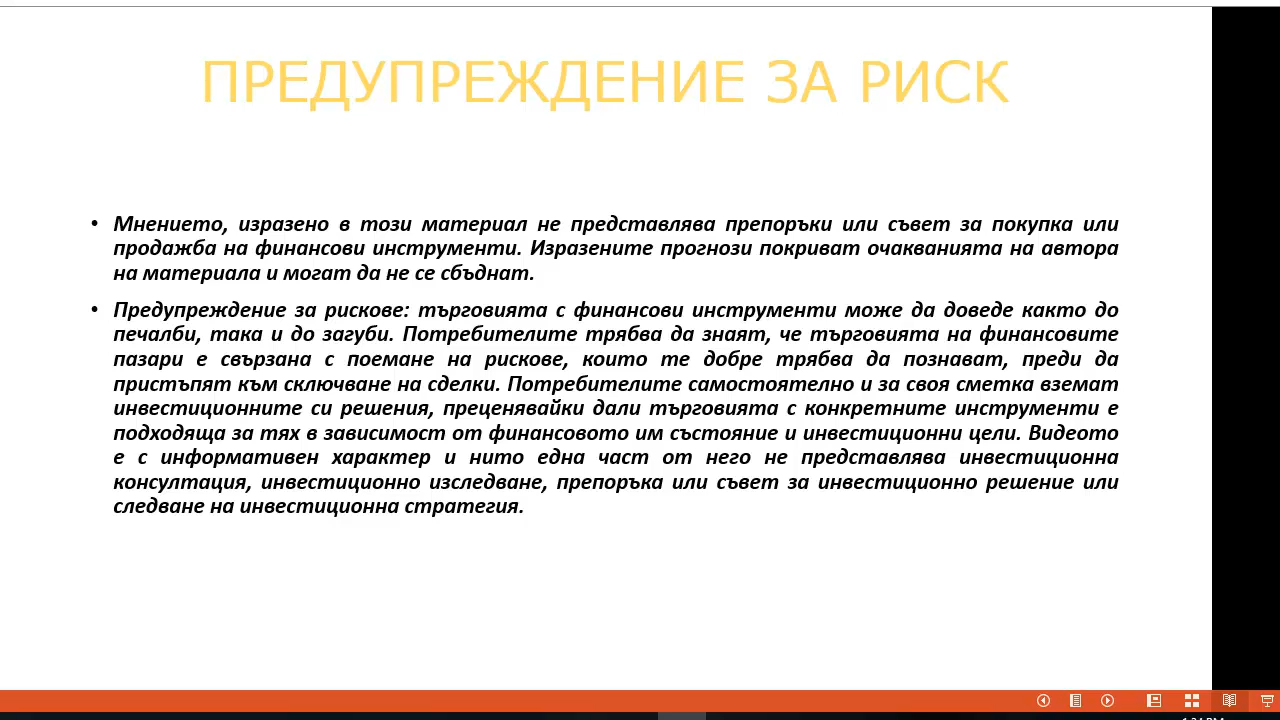 ПРЕДУПРЕЖДЕНИЕ ЗА РИСК
• Мнението, изразено в този материал не представлява препоръки или съвет за покупка или
продажба на финансови инструменти. Изразените прогнози покриват очакванията на автора
на материала и могат да не се сбъднат.
• Предупреждение за рискове: търговията с финансови инструменти може да доведе както до
печалби, така и до загуби. Потребителите трябва да знаят, че търговията на финансовите
пазари е свързана с поемане на рискове, които те добре трябва да познават, преди да
пристъпят към сключване на сделки. Потребителите самостоятелно и за своя сметка вземат
инвестиционните си решения, преценявайки дали търговията с конкретните инструменти е
подходяща за тях в зависимост от финансовото им състояние и инвестиционни цели. Видеото
е с информативен характер и нито една част от него не представлява инвестиционна
консултация, инвестиционно изследване, препоръка или съвет за инвестиционно решение или
следване на инвестиционна стратегия.